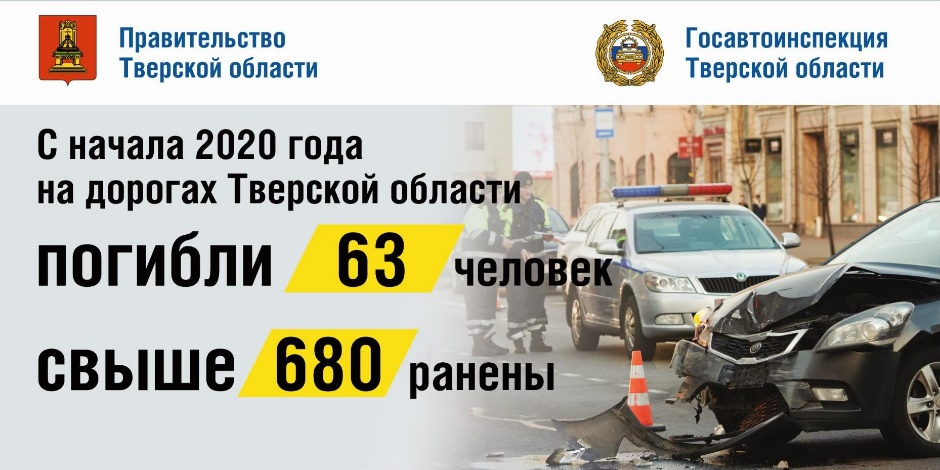 Правительство
Тверской области
Госавтоинспекция
Тверской области
С начала 2020 года
на дорогах Тверской области
погибли 63 человек
свыше 680 ранены